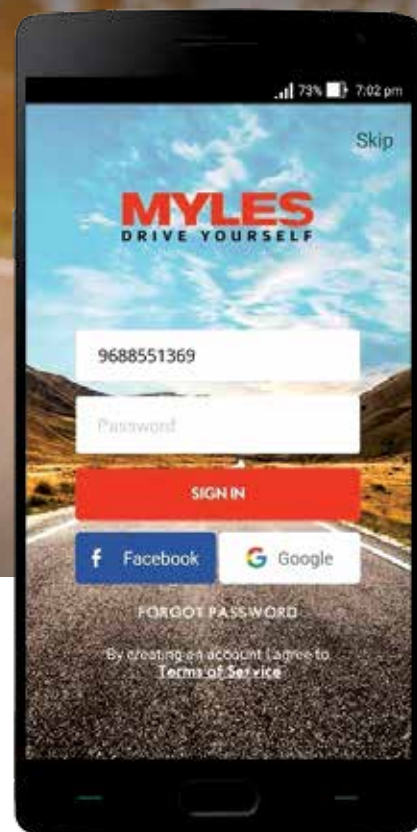 73% 7:02 pm
Skip
MYLES
DRIVE YOURSELF
9688551369
Password
SIGN IN
f Facebook G Google
FORGOT PASSWORD
By creating an account I agree to
Terms of Service